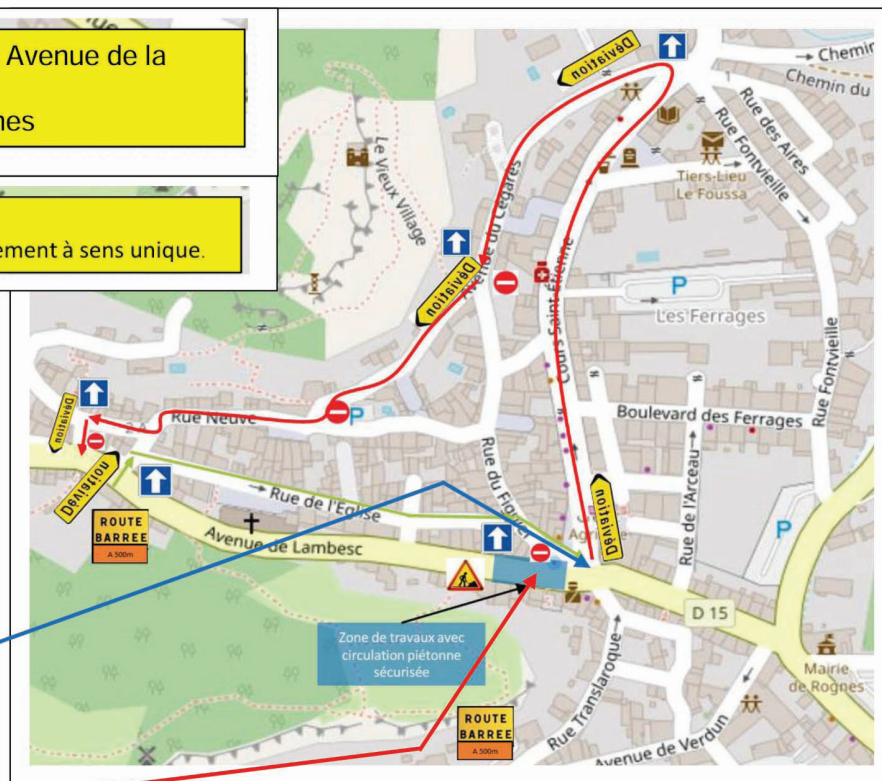 Avenue de la
nes
ement à sens unique.
Déviation
Chemin
Chemin du
Rue des Aires
Rue Fontvieille
Tiers-Lieu
Le Foussa
Le Vieux Village
Avenue du Cégarès
Déviation
Cours Saint-Étienne
P
Les Ferrages
Rue Fontvieille
Déviation
Rue Neuve
P
Boulevard des Ferrages
Déviation
Rue du Figuier
Rue de l'Arceau
P
Déviation
Rue de l'Église
ROUTE
BARREE
A 500m
Avenue de Lambesc
Agri
D 15
Zone de travaux avec
circulation piétonne
sécurisée
Rue Translaroque
Mairie
de Rognes
ROUTE
BARREE
A 500m
Avenue de Verdun